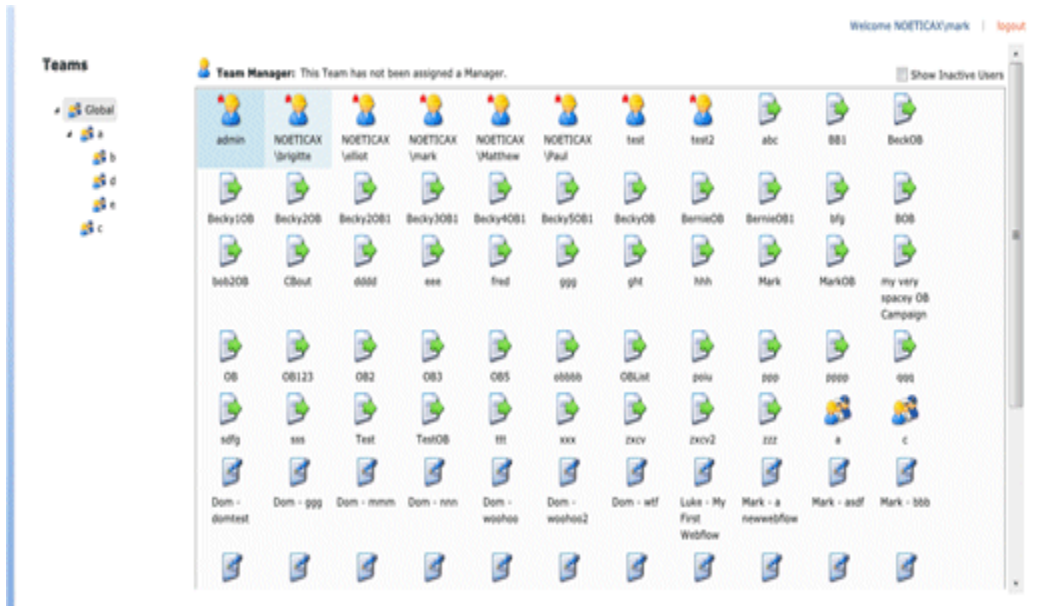 Welcome NOETICAX\mark | logout
Teams
Team Manager: This Team has not been assigned a Manager.
Show Inactive Users
Global
a
b
d
e
c
admin NOETICAX NOETICAX NOETICAX NOETICAX NOETICAX test test2 abc BB1 BeckOB
\brigitte \elliot \mark \Matthew \Paul
Becky1OB Becky2OB Becky2OB1 Becky3OB1 Becky4OB1 Becky5OB1 BeckyOB BernieOB BernieOB1 bfg BOB
bob2OB CBout dddd eee fred ggg ght hhh Mark MarkOB my very
spacey OB
Campaign
OB OB123 OB2 OB3 OB5 obbbb OBList poiu ppp pppp qqq
sdfg sss Test TestOB ttt xxx zxcv zxcv2 zzz a c
Dom - Dom - ggg Dom - mmm Dom - nnn Dom - Dom - Dom - wtf Luke - My Mark - a Mark - asdf Mark - bbb
domtest woohoo woohoo2 First newwebflow
Webflow